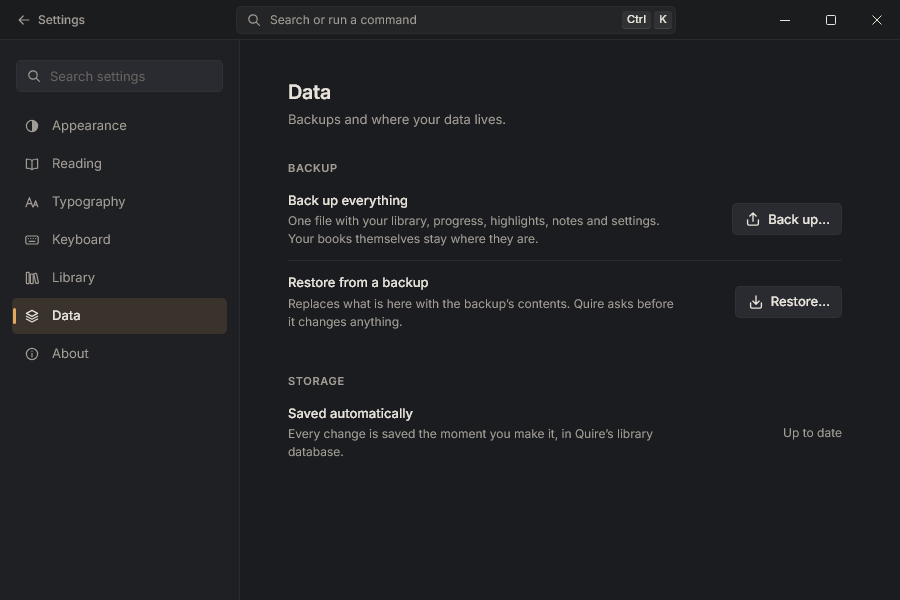 Settings
Search or run a command
Ctrl K
Search settings
Appearance
Reading
Typography
Keyboard
Library
Data
About
Data
Backups and where your data lives.
BACKUP
Back up everything
One file with your library, progress, highlights, notes and settings.
Your books themselves stay where they are.
Back up…
Restore from a backup
Replaces what is here with the backup’s contents. Quire asks before
it changes anything.
Restore…
STORAGE
Saved automatically
Every change is saved the moment you make it, in Quire’s library
database.
Up to date